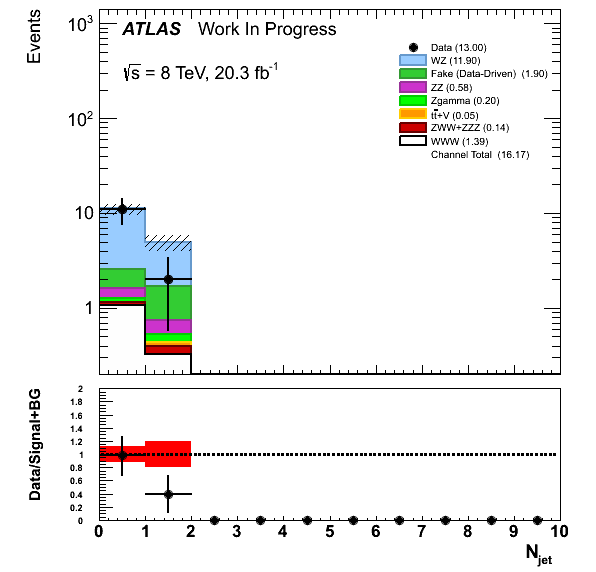 ATLAS Work In Progress
√s = 8 TeV, 20.3 fb⁻¹
Data (13.00)
WZ (11.90)
Fake (Data-Driven) (1.90)
ZZ (0.58)
Zgamma (0.20)
tt̄+V (0.05)
ZWW+ZZZ (0.14)
WWW (1.39)
Channel Total (16.17)
Events
10³
10²
10
1
Data/Signal+BG
2
1.8
1.6
1.4
1.2
1
0.8
0.6
0.4
0.2
0
0 1 2 3 4 5 6 7 8 9 10
N_jet